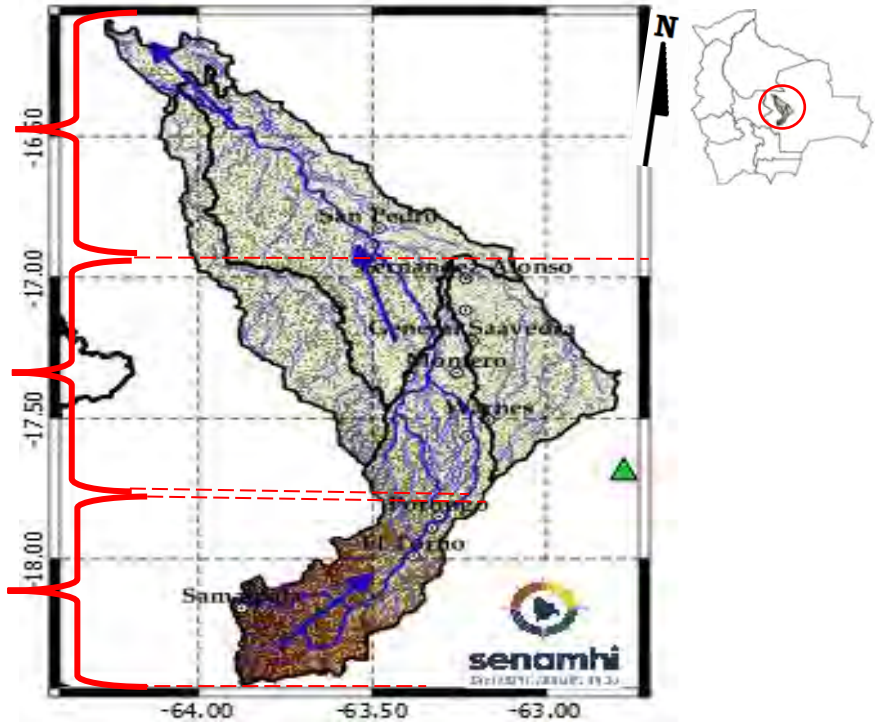 N
-16.50
San Pedro
-17.00
Fernandez Alonso
General Saavedra
Montero
Warnes
-17.50
Porongo
-18.00
El Torno
senamhi
-64.00
-63.50
-63.00